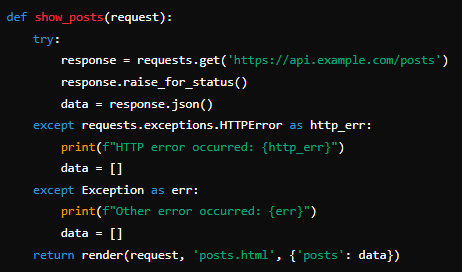 def show_posts(request):
    try:
        response = requests.get('https://api.example.com/posts')
        response.raise_for_status()
        data = response.json()
    except requests.exceptions.HTTPError as http_err:
        print(f"HTTP error occurred: {http_err}")
        data = []
    except Exception as err:
        print(f"Other error occurred: {err}")
        data = []
    return render(request, 'posts.html', {'posts': data})